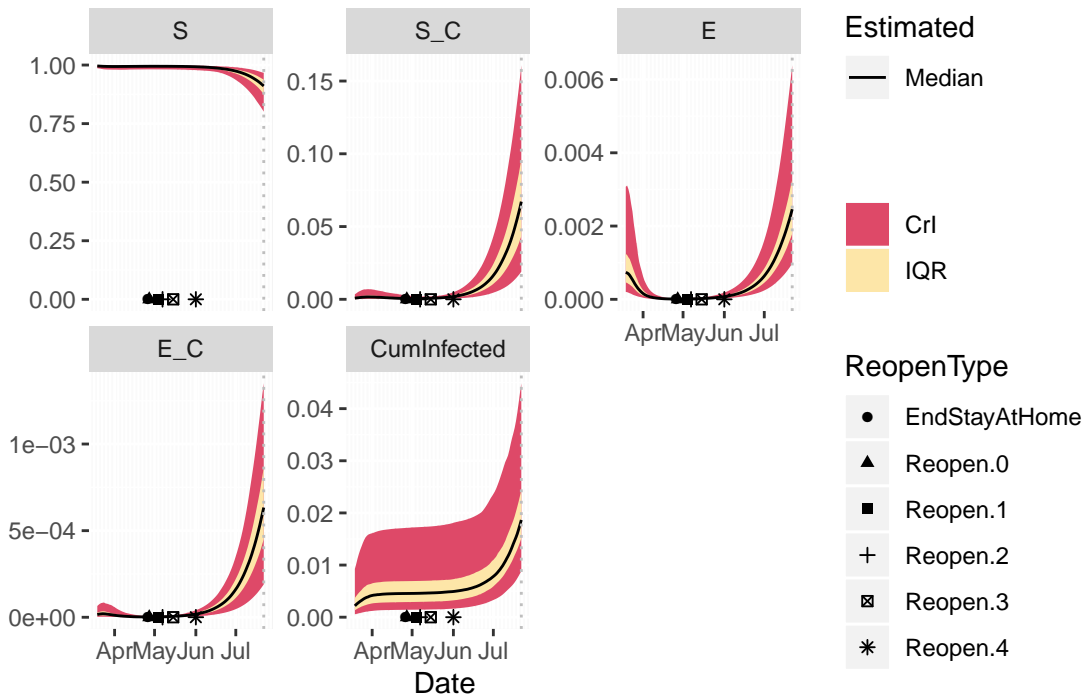 S
S_C
E
1.00
0.75
0.50
0.25
0.00
0.15
0.10
0.05
0.00
0.006
0.004
0.002
0.000
Apr May Jun Jul
E_C
CumInfected
1e−03
5e−04
0e+00
Apr May Jun Jul
0.04
0.03
0.02
0.01
0.00
Apr May Jun Jul
Date
Estimated
Median
CrI
IQR
ReopenType
EndStayAtHome
Reopen.0
Reopen.1
Reopen.2
Reopen.3
Reopen.4